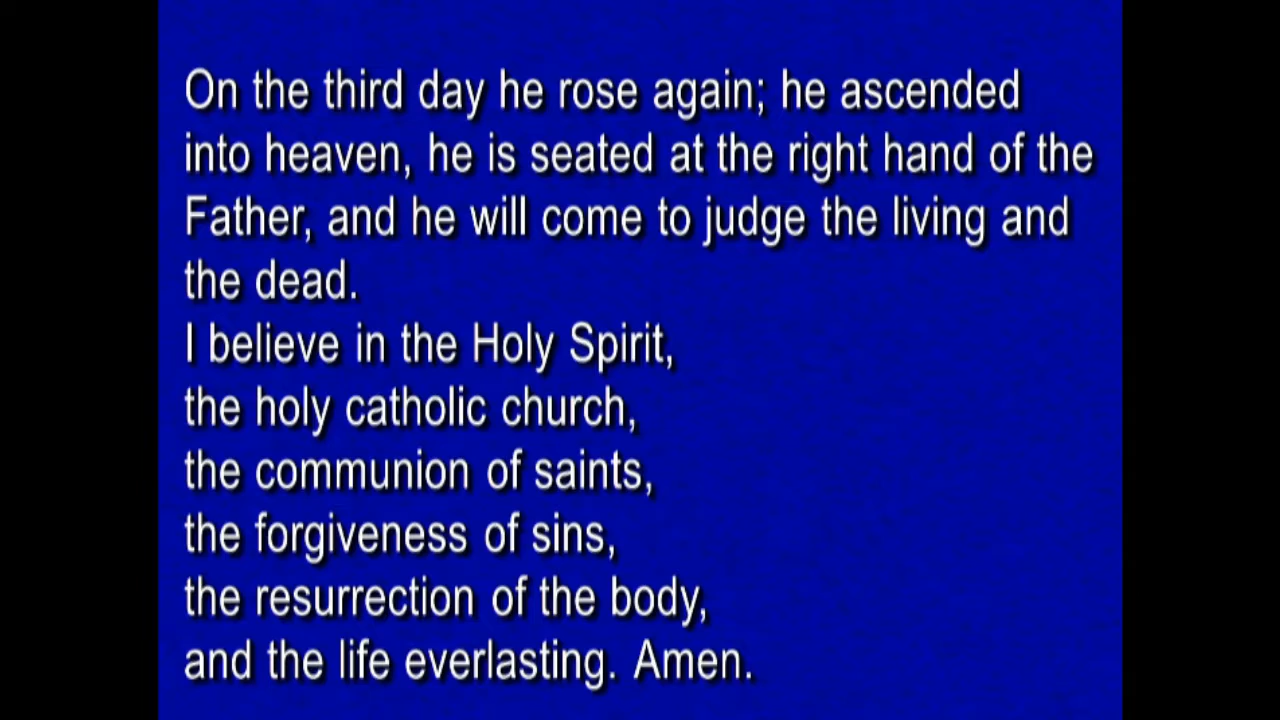 On the third day he rose again; he ascended
into heaven, he is seated at the right hand of the
Father, and he will come to judge the living and
the dead.
I believe in the Holy Spirit,
the holy catholic church,
the communion of saints,
the forgiveness of sins,
the resurrection of the body,
and the life everlasting. Amen.